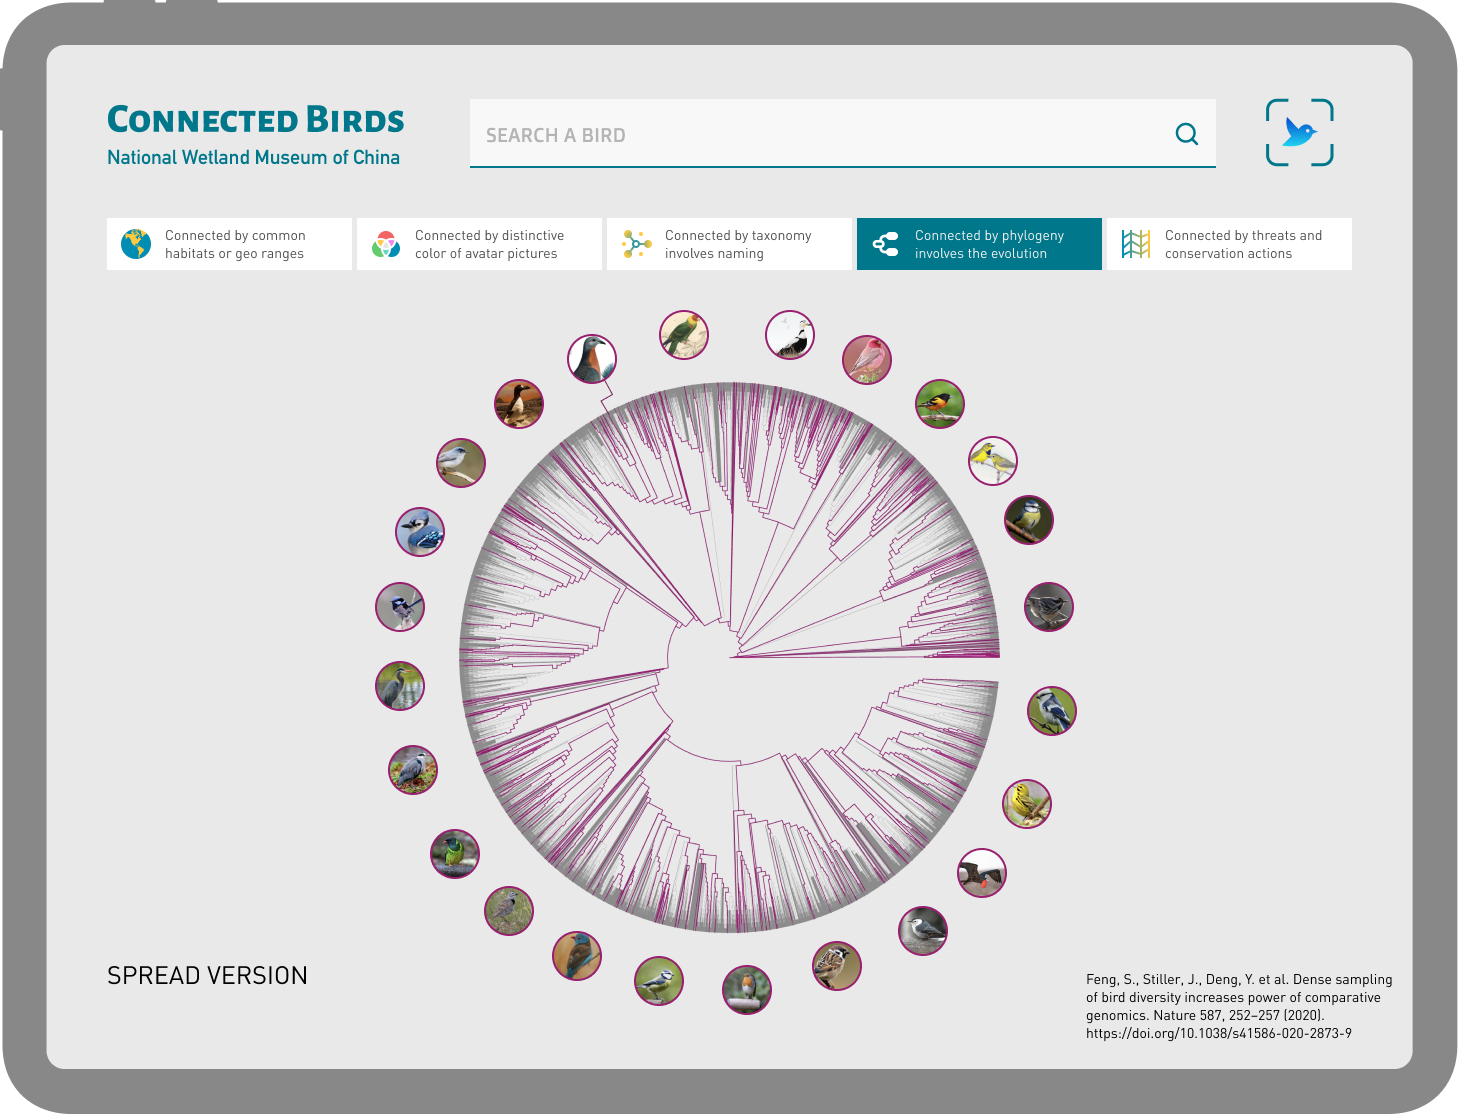 CONNECTED BIRDS
National Wetland Museum of China
SEARCH A BIRD
Connected by common
habitats or geo ranges
Connected by distinctive
color of avatar pictures
Connected by taxonomy
involves naming
Connected by phylogeny
involves the evolution
Connected by threats and
conservation actions
SPREAD VERSION
Feng, S., Stiller, J., Deng, Y. et al. Dense sampling
of bird diversity increases power of comparative
genomics. Nature 587, 252–257 (2020).
https://doi.org/10.1038/s41586-020-2873-9